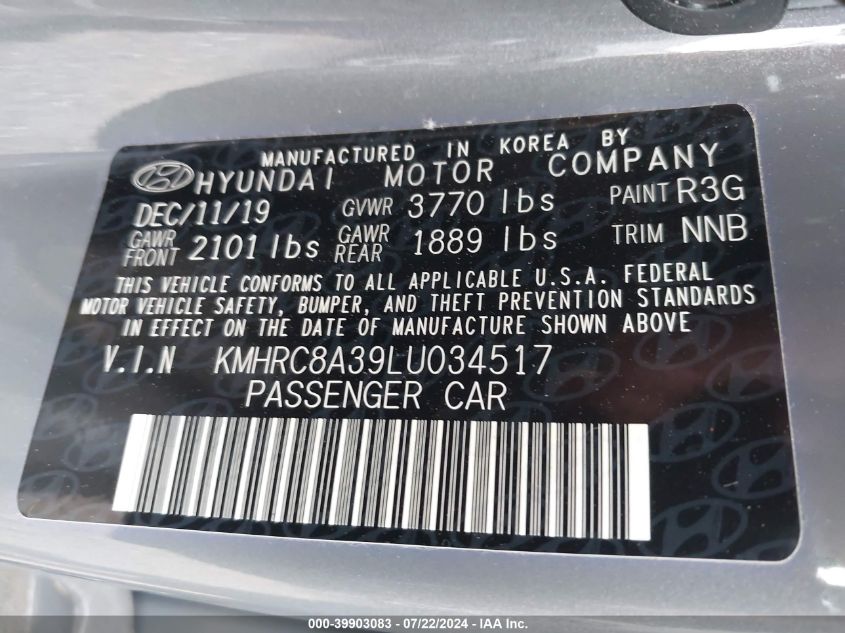 MANUFACTURED IN KOREA BY
HYUNDAI MOTOR COMPANY
DEC/11/19 GVWR 3770 lbs PAINT R3G
GAWR FRONT 2101 lbs GAWR REAR 1889 lbs TRIM NNB
THIS VEHICLE CONFORMS TO ALL APPLICABLE U.S.A. FEDERAL
MOTOR VEHICLE SAFETY, BUMPER, AND THEFT PREVENTION STANDARDS
IN EFFECT ON THE DATE OF MANUFACTURE SHOWN ABOVE
V.I.N KMHRC8A39LU034517
PASSENGER CAR
000-39903083 - 07/22/2024 - IAA, Inc.